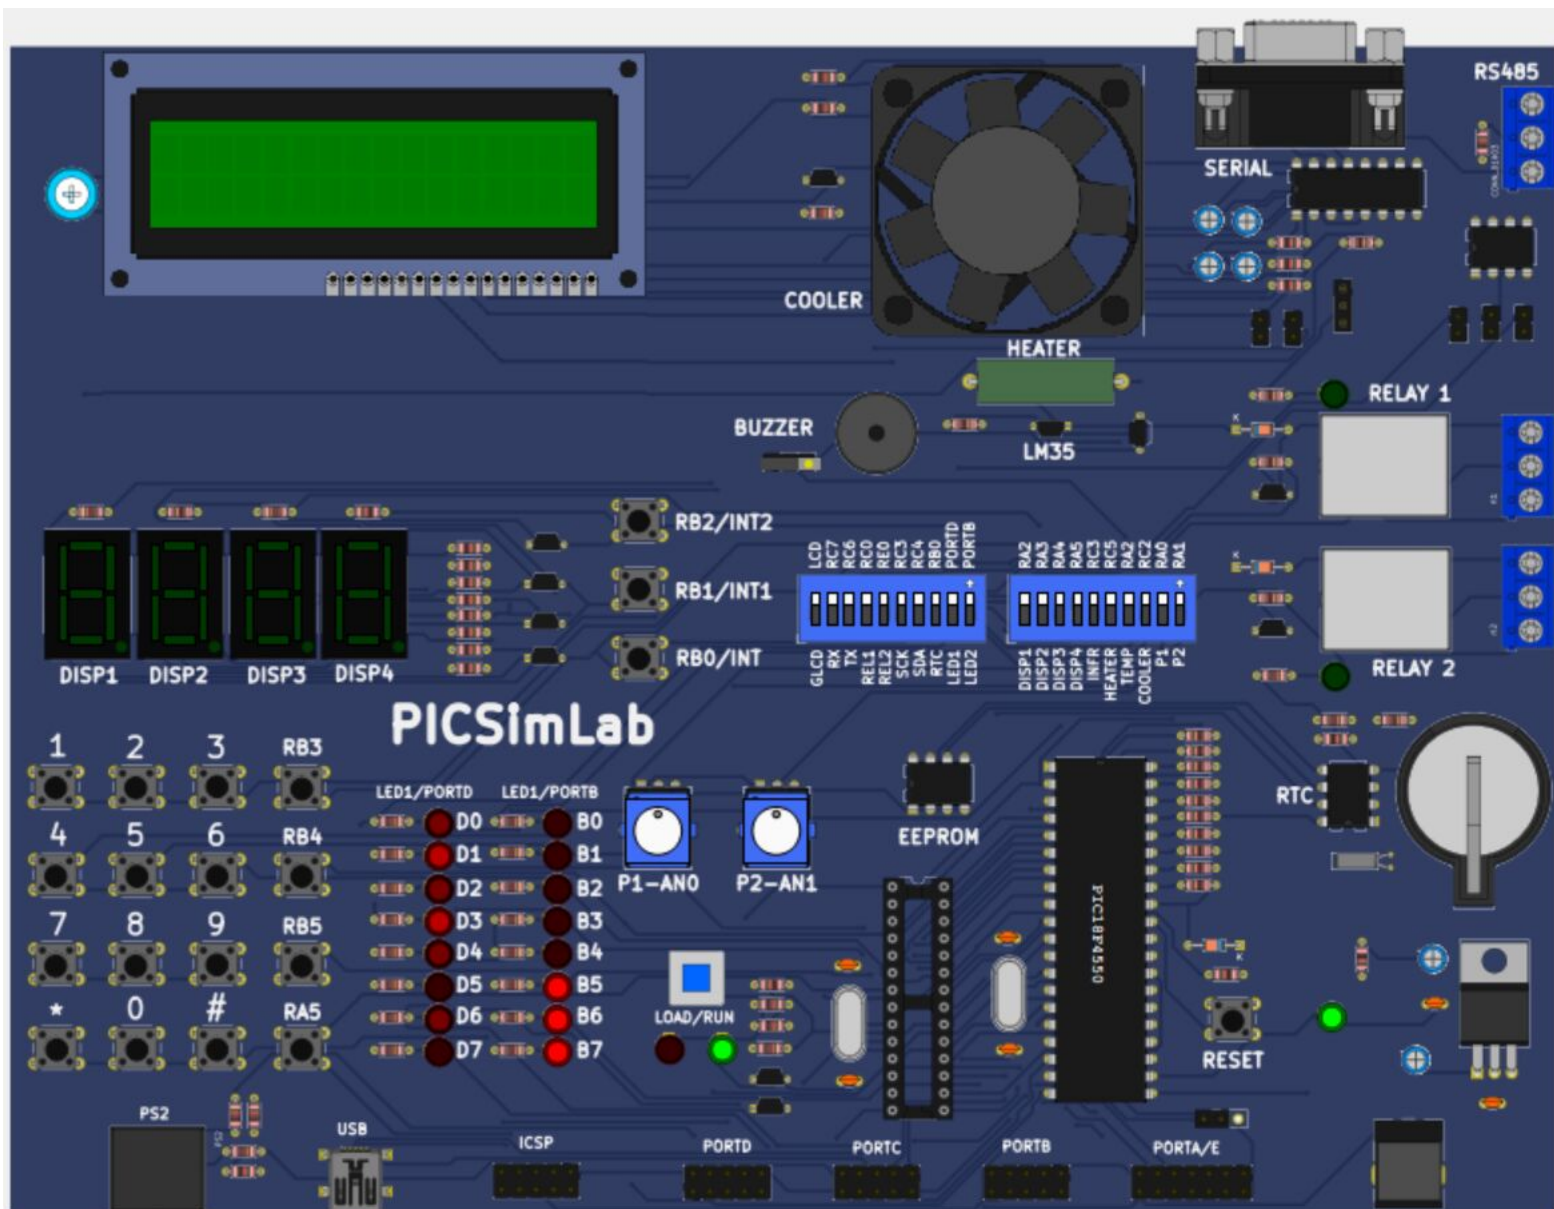 RS485
CONN_014D3
SERIAL
COOLER
HEATER
RELAY 1
BUZZER
LM35
RB2/INT2
RB1/INT1
RB0/INT
LCD
RC7
RC6
RC0
RE0
RC3
RC4
RB0
PORTD
PORTB
RA2
RA3
RA4
RA5
RC3
RC5
RA2
RC2
RA0
RA1
GLCD
RX
TX
REL1
REL2
SCK
SDA
RTC
LED1
LED2
DISP1
DISP2
DISP3
DISP4
INFR
HEATER
TEMP
COOLER
P1
P2
RELAY 2
DISP1 DISP2 DISP3 DISP4
PICSimLab
1 2 3 RB3
4 5 6 RB4
7 8 9 RB5
* 0 # RA5
LED1/PORTD LED1/PORTB
D0 B0
D1 B1
D2 B2
D3 B3
D4 B4
D5 B5
D6 B6
D7 B7
P1-AN0
P2-AN1
EEPROM
RTC
PIC18F4550
LOAD/RUN
RESET
PS2
USB
ICSP
PORTD
PORTC
PORTB
PORTA/E